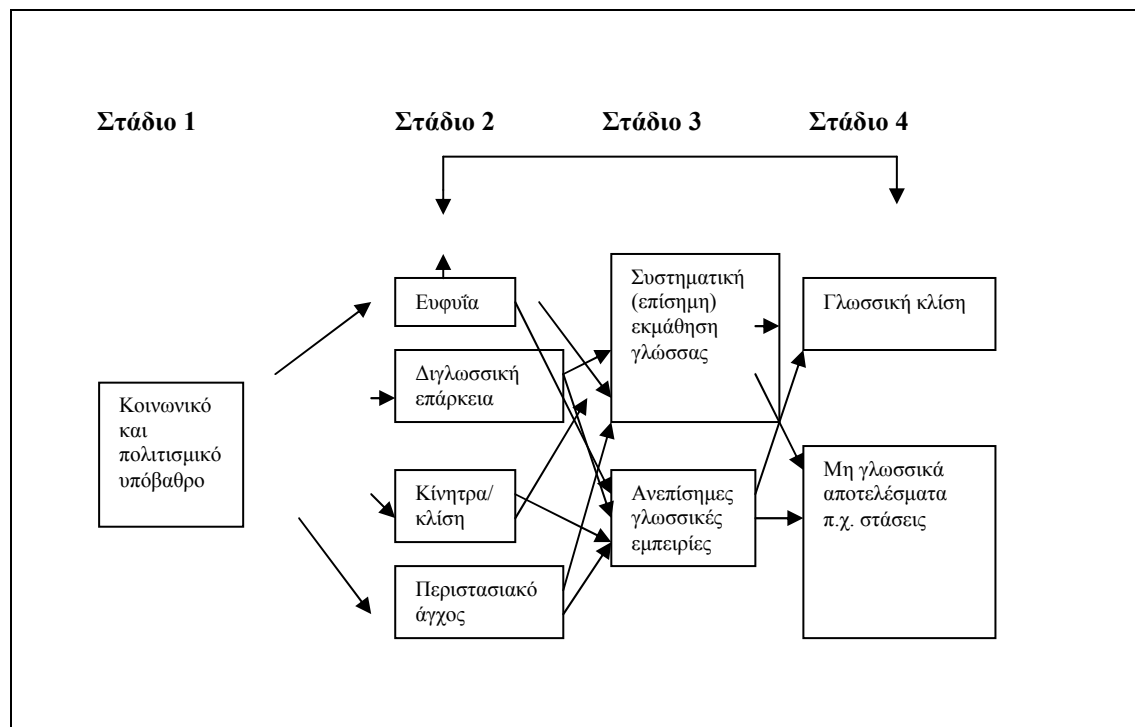 Στάδιο 1
Στάδιο 2
Στάδιο 3
Στάδιο 4
Κοινωνικό
και
πολιτισμικό
υπόβαθρο
Ευφυΐα
Διγλωσσική
επάρκεια
Κίνητρα/
κλίση
Περιστασιακό
άγχος
Συστηματική
(επίσημη)
εκμάθηση
γλώσσας
Ανεπίσημες
γλωσσικές
εμπειρίες
Γλωσσική κλίση
Μη γλωσσικά
αποτελέσματα
π.χ. στάσεις